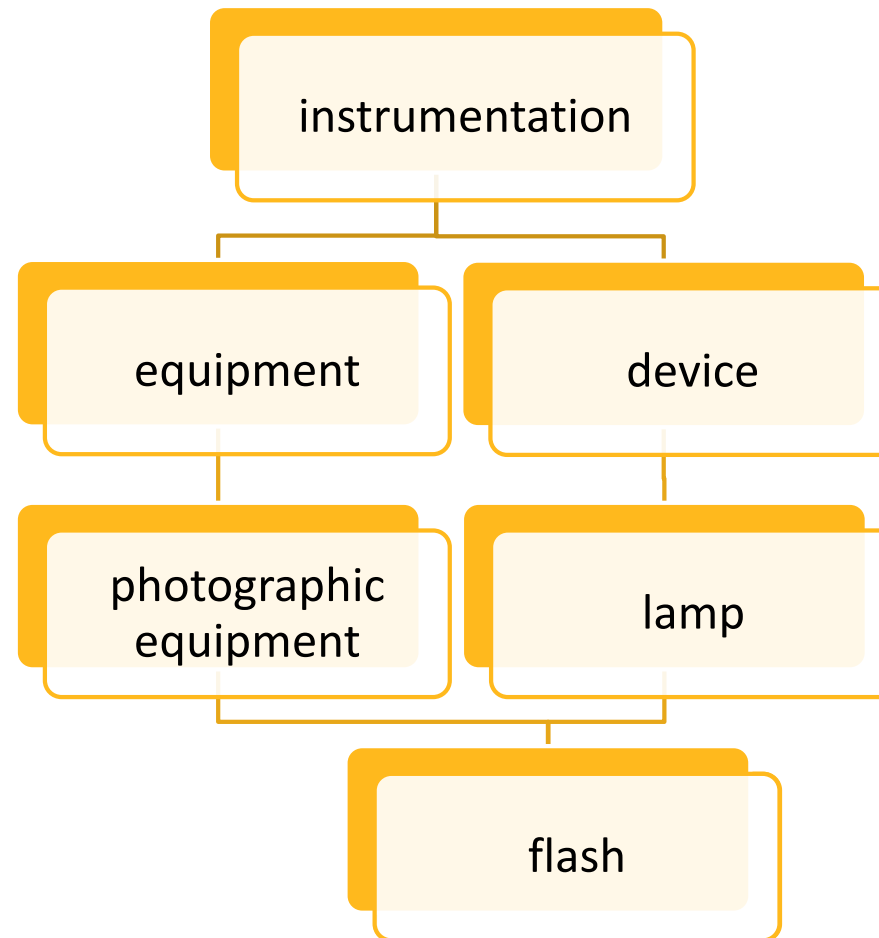 instrumentation
equipment
device
photographic
equipment
lamp
flash